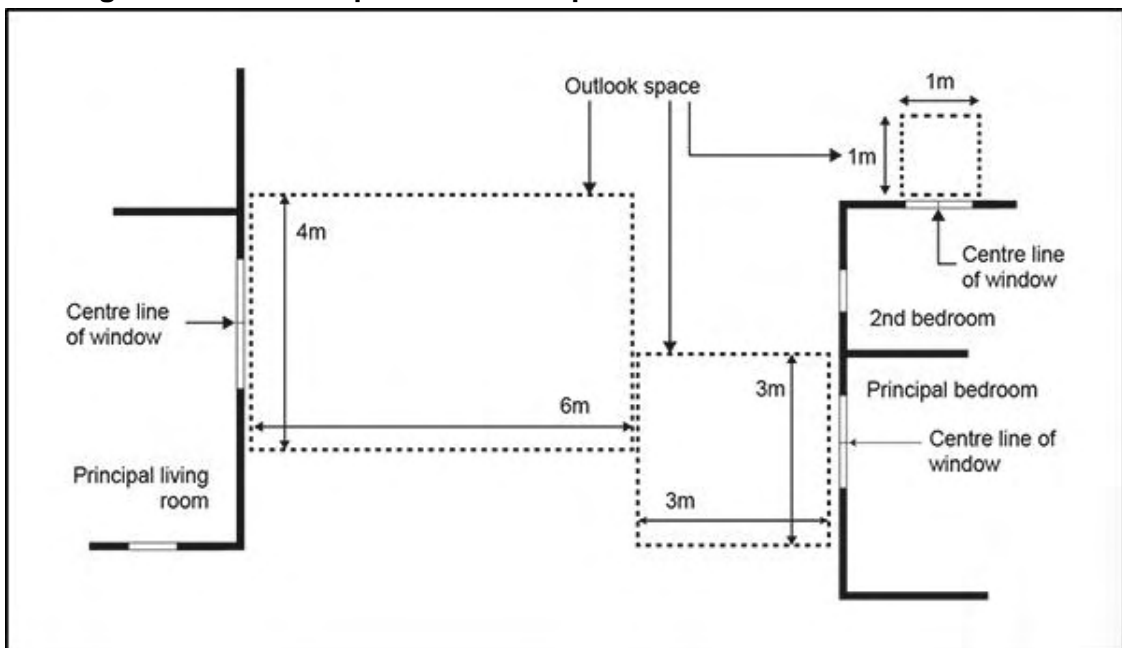 Outlook space
1m
1m
4m
Centre line
of window
Centre line
of window
2nd bedroom
3m
Principal bedroom
6m
Centre line of
window
Principal living
room
3m